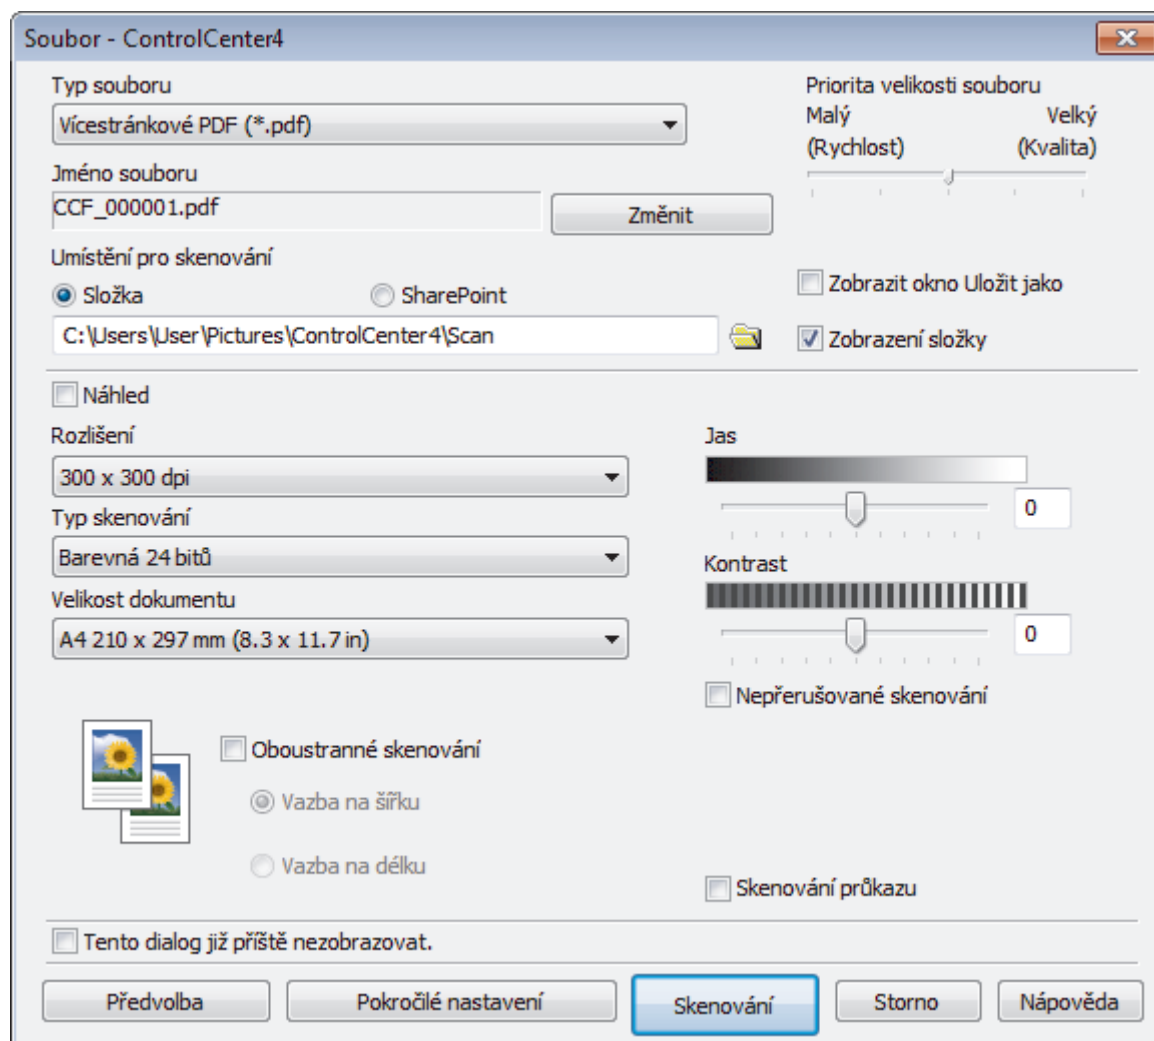 Soubor - ControlCenter4
Typ souboru
Vícestránkové PDF (*.pdf)
Priorita velikosti souboru
Malý Velký
(Rychlost) (Kvalita)
Jméno souboru
CCF_000001.pdf
Změnit
Umístění pro skenování
Složka
SharePoint
Zobrazit okno Uložit jako
C:\Users\User\Pictures\ControlCenter4\Scan
Zobrazení složky
Náhled
Rozlišení
300 x 300 dpi
Typ skenování
Barevná 24 bitů
Velikost dokumentu
A4 210 x 297 mm (8.3 x 11.7 in)
Jas
0
Kontrast
0
Nepřerušované skenování
Oboustranné skenování
Vazba na šířku
Vazba na délku
Skenování průkazu
Tento dialog již příště nezobrazovat.
Předvolba
Pokročilé nastavení
Skenování
Storno
Nápověda